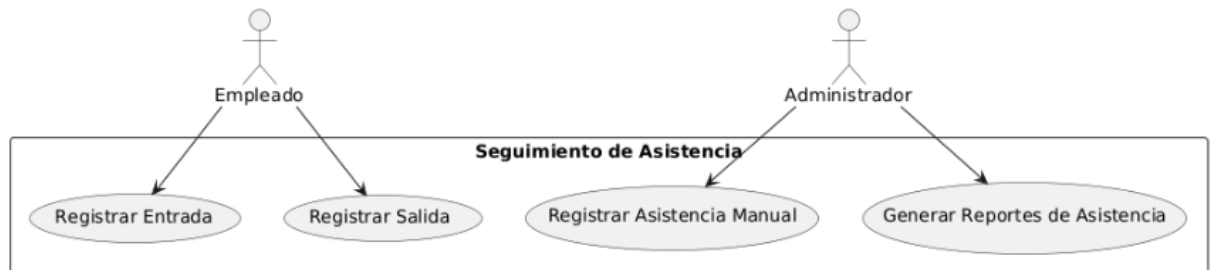 Empleado
Administrador
Seguimiento de Asistencia
Registrar Entrada
Registrar Salida
Registrar Asistencia Manual
Generar Reportes de Asistencia